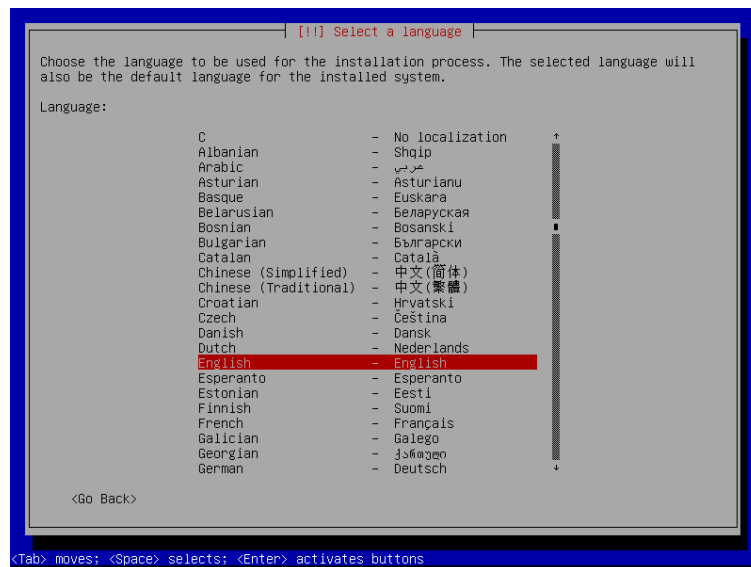 [!!] Select a language
Choose the language to be used for the installation process. The selected language will
also be the default language for the installed system.
Language:
C - No localization
Albanian - Shqip
Arabic - عربي
Asturian - Asturianu
Basque - Euskara
Belarusian - Беларуская
Bosnian - Bosanski
Bulgarian - Български
Catalan - Català
Chinese (Simplified) - 中文(简体)
Chinese (Traditional) - 中文(繁體)
Croatian - Hrvatski
Czech - Čeština
Danish - Dansk
Dutch - Nederlands
English - English
Esperanto - Esperanto
Estonian - Eesti
Finnish - Suomi
French - Français
Galician - Galego
Georgian - ქართული
German - Deutsch
<Go Back>
<Tab> moves; <Space> selects; <Enter> activates buttons